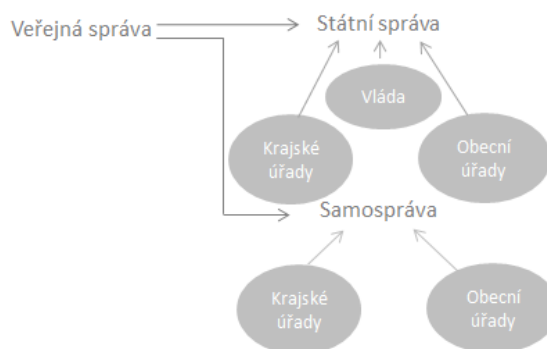 Veřejná správa
Státní správa
Vláda
Krajské
úřady
Obecní
úřady
Samospráva
Krajské
úřady
Obecní
úřady